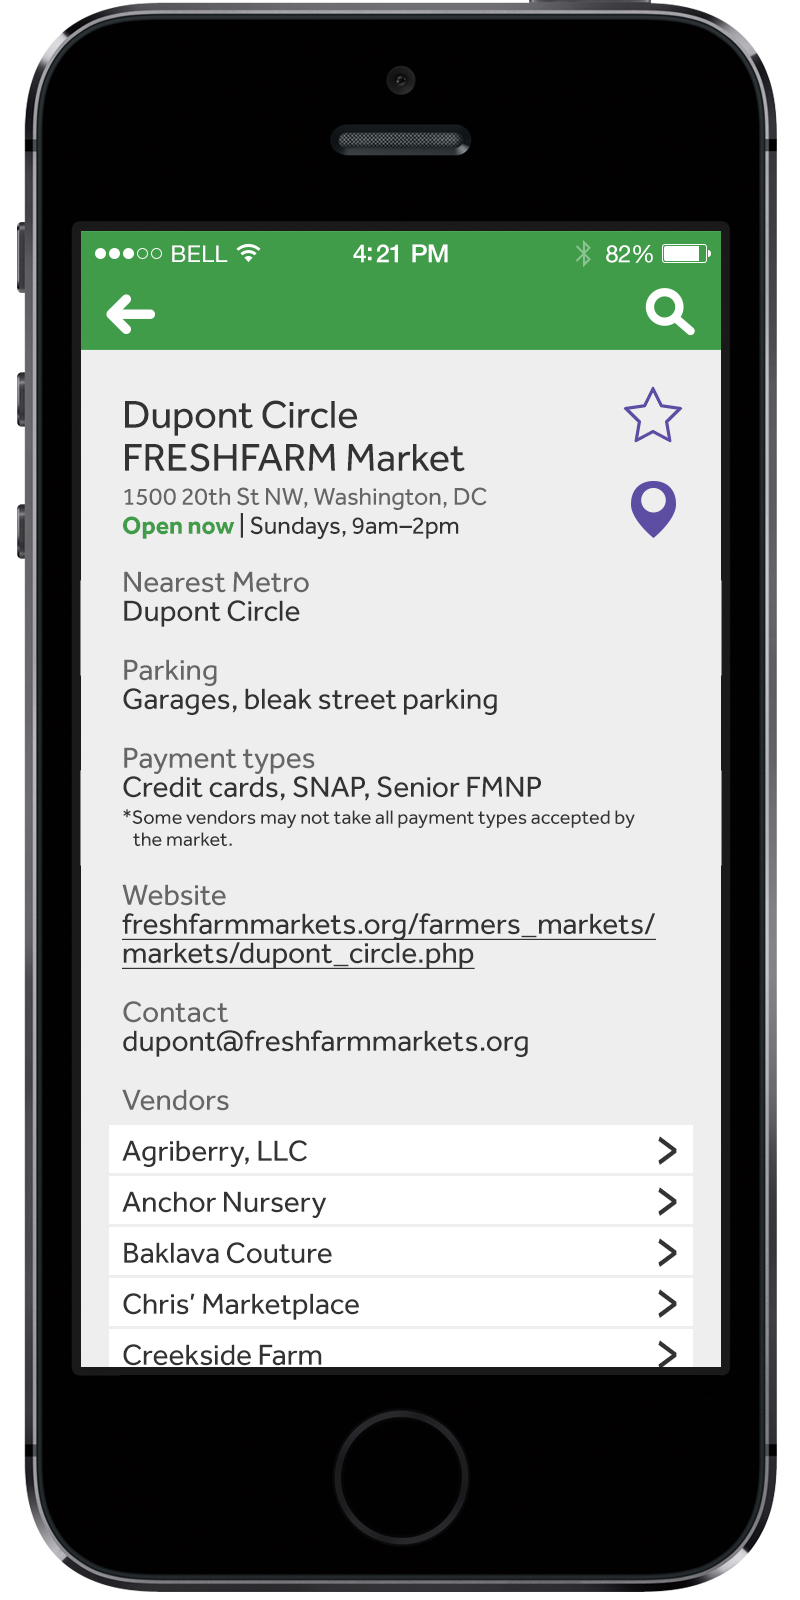 BELL 4:21 PM 82%
Dupont Circle
FRESHFARM Market
1500 20th St NW, Washington, DC
Open now | Sundays, 9am–2pm
Nearest Metro
Dupont Circle
Parking
Garages, bleak street parking
Payment types
Credit cards, SNAP, Senior FMNP
*Some vendors may not take all payment types accepted by
the market.
Website
freshfarmmarkets.org/farmers_markets/
markets/dupont_circle.php
Contact
dupont@freshfarmmarkets.org
Vendors
Agriberry, LLC
Anchor Nursery
Baklava Couture
Chris’ Marketplace
Creekside Farm